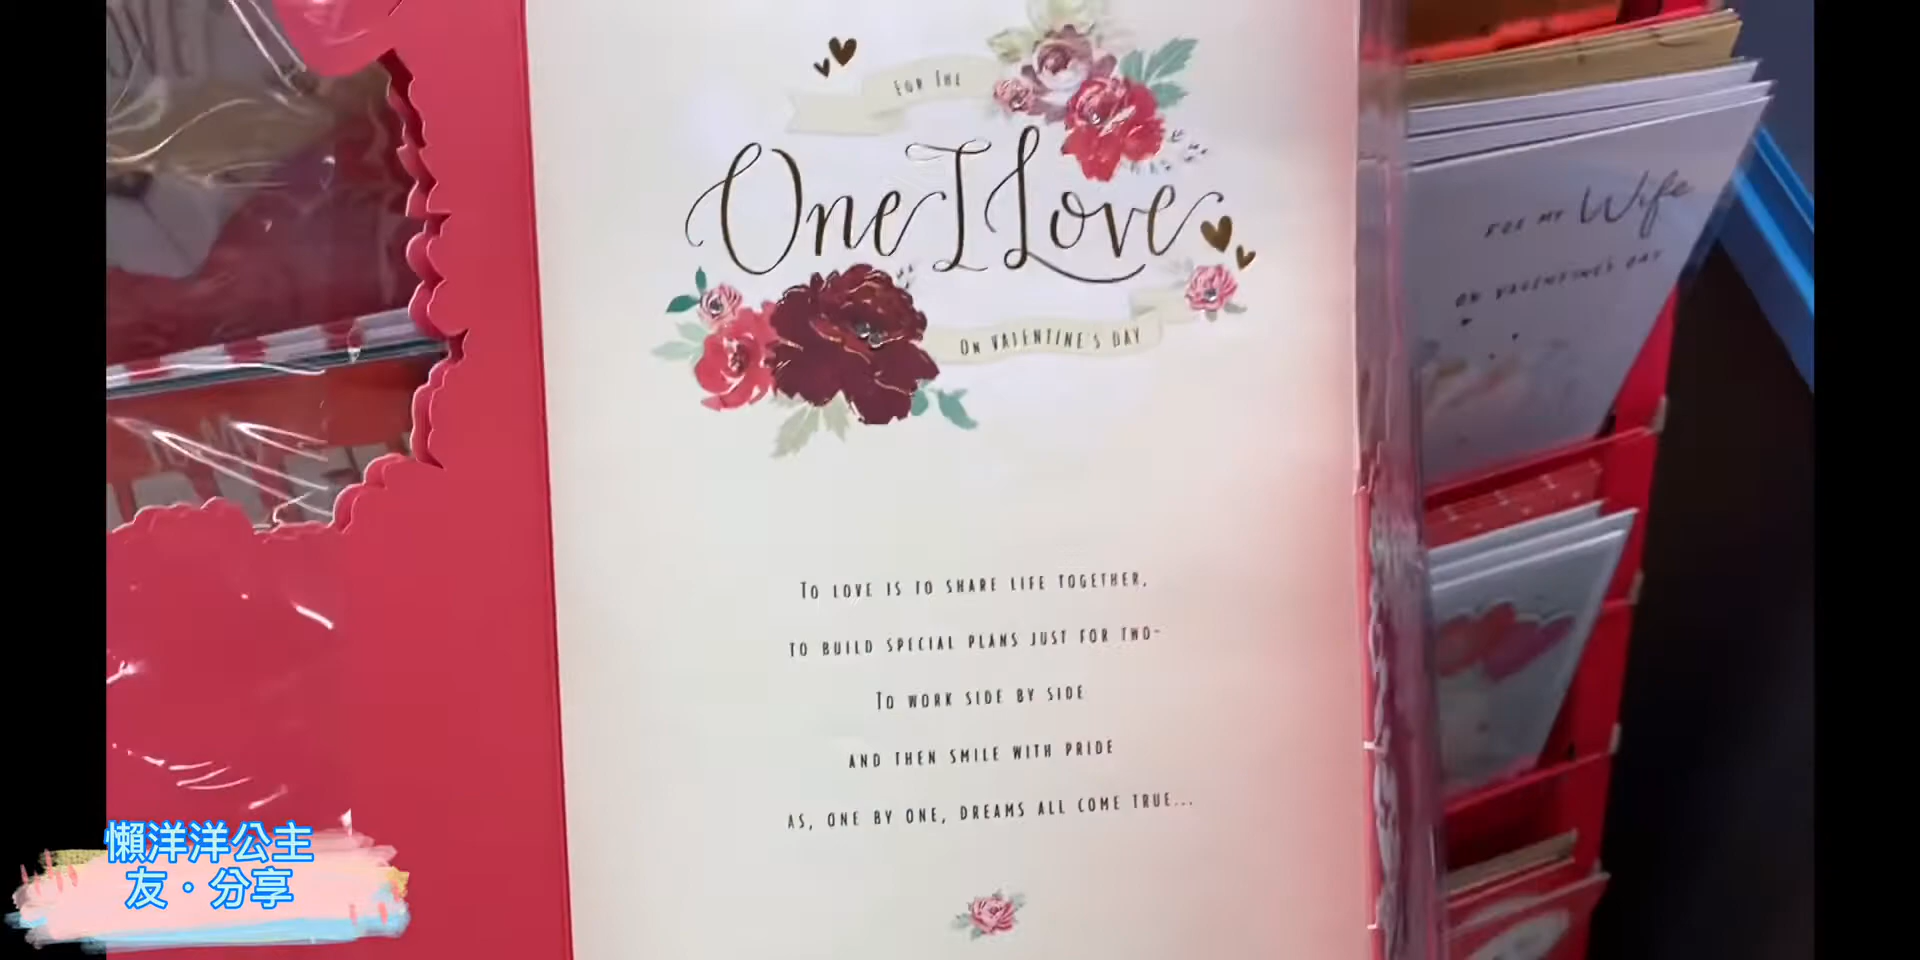 FOR THE
One I Love
ON VALENTINE'S DAY
TO LOVE IS TO SHARE LIFE TOGETHER,
TO BUILD SPECIAL PLANS JUST FOR TWO-
TO WORK SIDE BY SIDE
AND THEN SMILE WITH PRIDE
AS, ONE BY ONE, DREAMS ALL COME TRUE...
FOR MY Wife
ON VALENTINE'S DAY
懶洋洋公主
友·分享